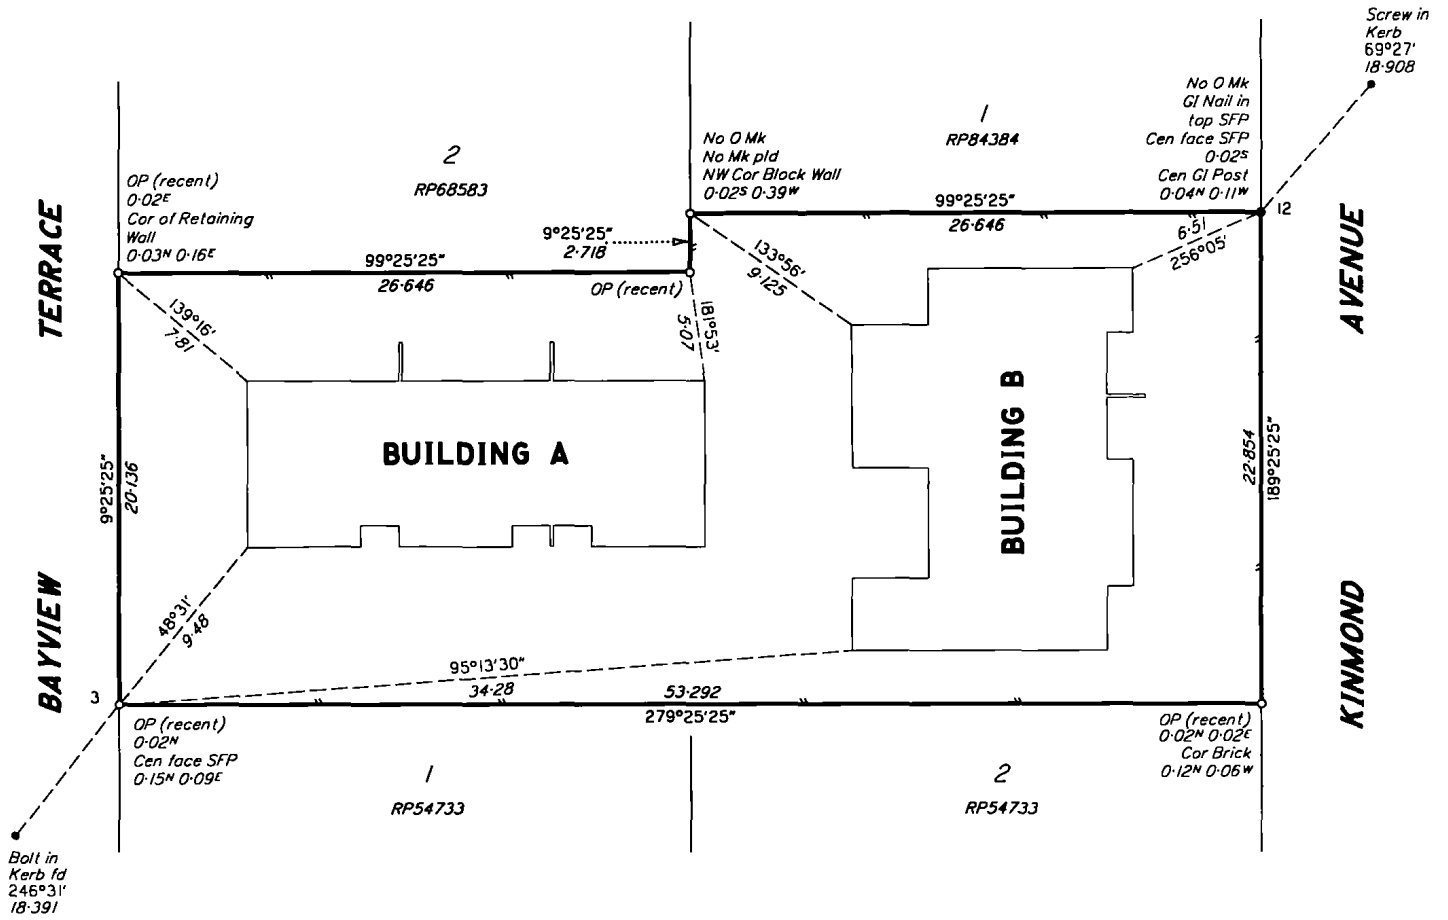 Screw in
Kerb
69°27'
18·908
No O Mk
GI Nail in
top SFP
Cen face SFP
0·02S
Cen GI Post
0·04N 0·11W
1
RP84384
No O Mk
No Mk pld
NW Cor Block Wall
0·02S 0·39W
2
RP68583
OP (recent)
0·02E
Cor of Retaining
Wall
0·03N 0·16E
99°25'25"
26·646
12
9°25'25"
2·718
99°25'25"
26·646
OP (recent)
6·51
256°05'
133°56'
9·125
181°53'
5·07
139°16'
7·81
TERRACE
AVENUE
BUILDING A
BUILDING B
9°25'25"
20·136
22·854
189°25'25"
48°31'
9·48
BAYVIEW
KINMOND
95°13'30"
34·28
53·292
279°25'25"
3
OP (recent)
0·02N
Cen face SFP
0·15N 0·09E
OP (recent)
0·02N 0·02E
Cor Brick
0·12N 0·06W
1
RP54733
2
RP54733
Bolt in
Kerb fd
246°31'
18·391